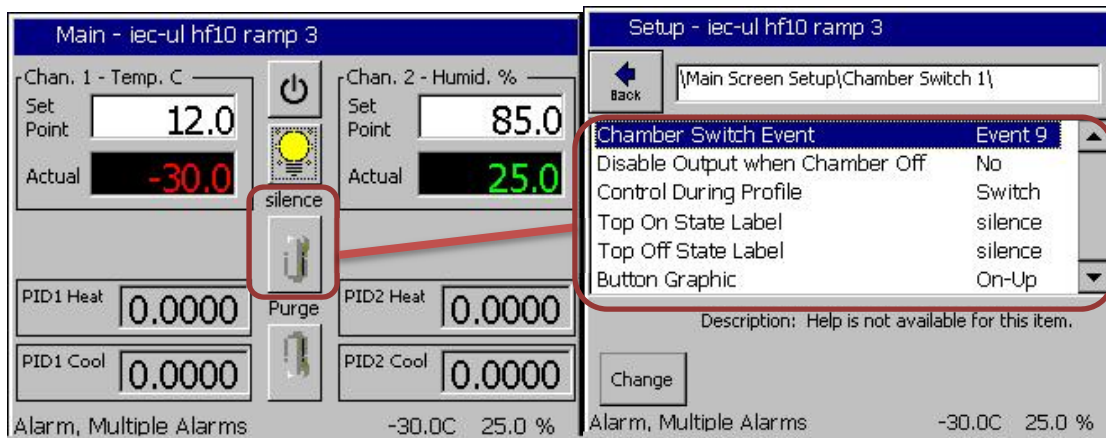 Main - iec-ul hf10 ramp 3
Chan. 1 - Temp. C
Set Point 12.0
Actual -30.0
silence
Chan. 2 - Humid. %
Set Point 85.0
Actual 25.0
PID1 Heat 0.0000
Purge
PID2 Heat 0.0000
PID1 Cool 0.0000
PID2 Cool 0.0000
Alarm, Multiple Alarms -30.0C 25.0 %
Setup - iec-ul hf10 ramp 3
Back
\Main Screen Setup\Chamber Switch 1\
Chamber Switch Event Event 9
Disable Output when Chamber Off No
Control During Profile Switch
Top On State Label silence
Top Off State Label silence
Button Graphic On-Up
Description: Help is not available for this item.
Change
Alarm, Multiple Alarms -30.0C 25.0 %